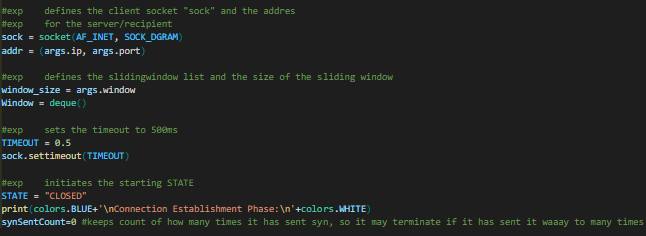 #exp    defines the client socket "sock" and the addres
#exp    for the server/recipient
sock = socket(AF_INET, SOCK_DGRAM)
addr = (args.ip, args.port)
#exp    defines the slidingwindow list and the size of the sliding window
window_size = args.window
Window = deque()
#exp    sets the timeout to 500ms
TIMEOUT = 0.5
sock.settimeout(TIMEOUT)
#exp    initiates the starting STATE
STATE = "CLOSED"
print(colors.BLUE+'\nConnection Establishment Phase:\n'+colors.WHITE)
synSentCount=0 #keeps count of how many times it has sent syn, so it may terminate if it has sent it waaay to many times